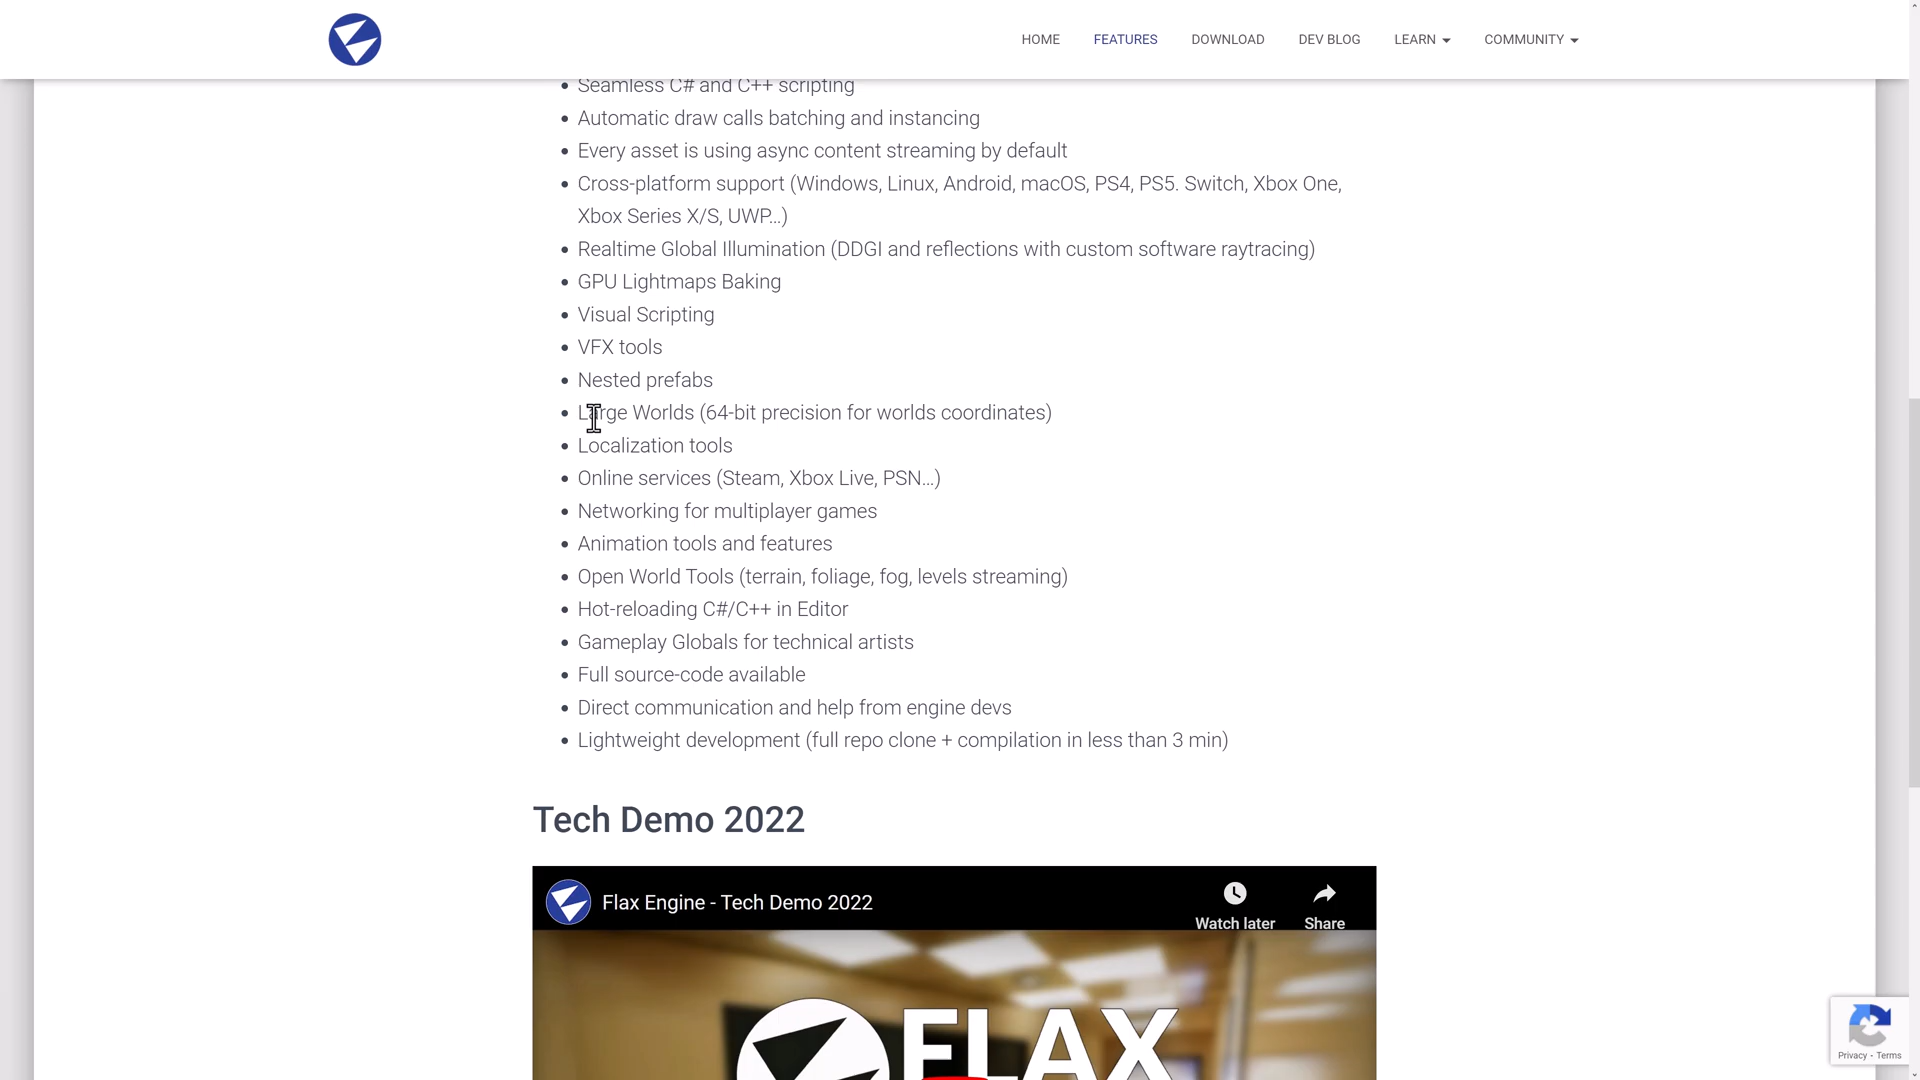 HOME FEATURES DOWNLOAD DEV BLOG LEARN COMMUNITY
Seamless C# and C++ scripting
Automatic draw calls batching and instancing
Every asset is using async content streaming by default
Cross-platform support (Windows, Linux, Android, macOS, PS4, PS5. Switch, Xbox One,
Xbox Series X/S, UWP…)
Realtime Global Illumination (DDGI and reflections with custom software raytracing)
GPU Lightmaps Baking
Visual Scripting
VFX tools
Nested prefabs
Large Worlds (64-bit precision for worlds coordinates)
Localization tools
Online services (Steam, Xbox Live, PSN…)
Networking for multiplayer games
Animation tools and features
Open World Tools (terrain, foliage, fog, levels streaming)
Hot-reloading C#/C++ in Editor
Gameplay Globals for technical artists
Full source-code available
Direct communication and help from engine devs
Lightweight development (full repo clone + compilation in less than 3 min)
Tech Demo 2022
Flax Engine - Tech Demo 2022
Watch later Share
FLAX
Privacy - Terms